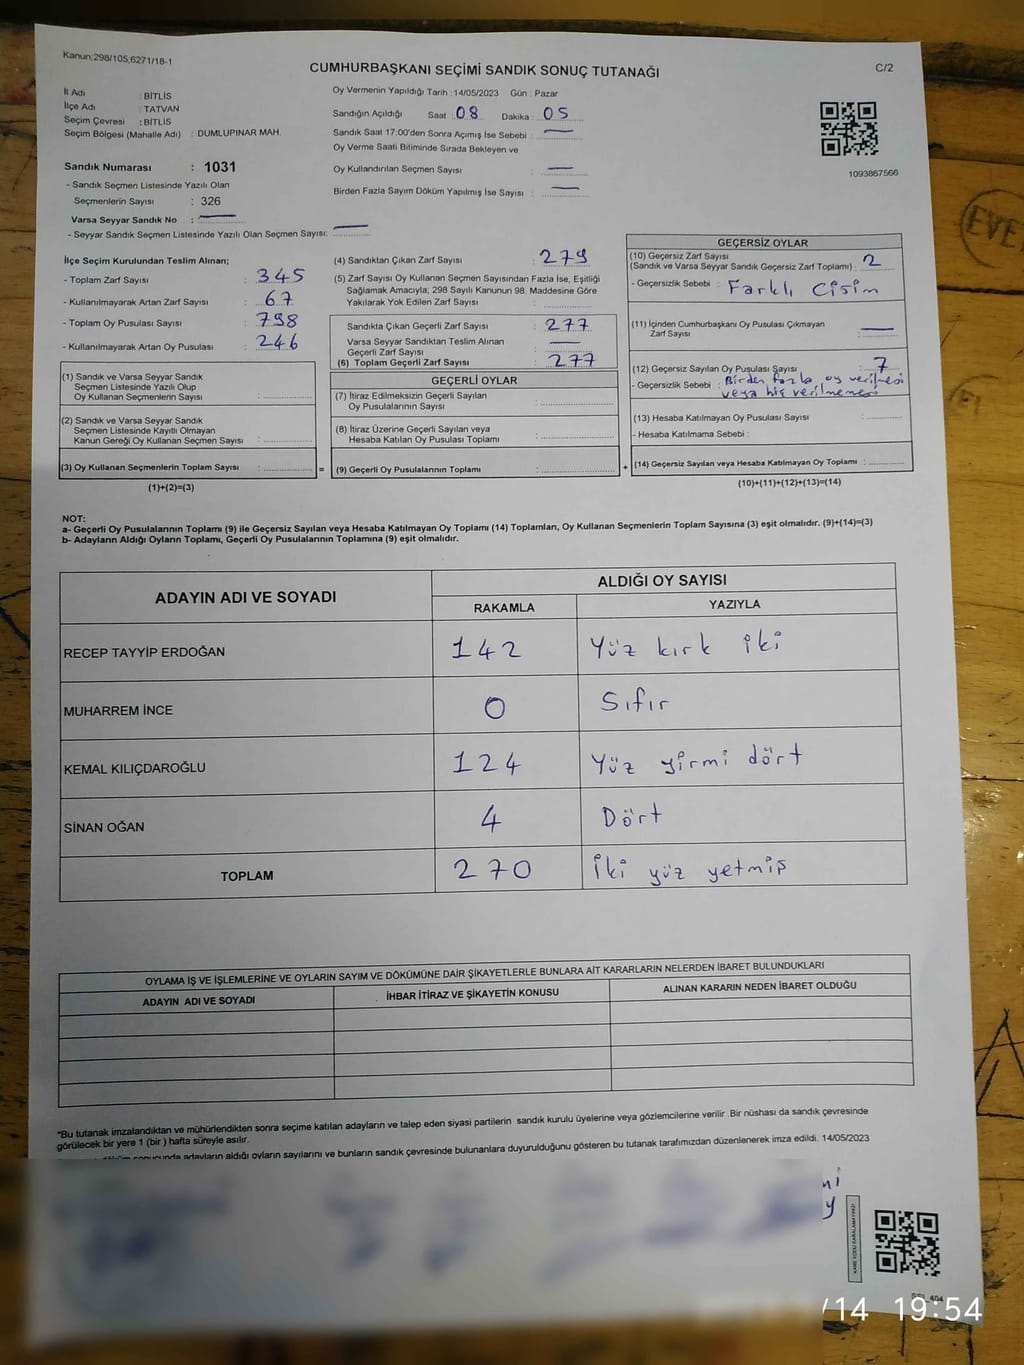 Kanun;298/105,6271/18-1
CUMHURBAŞKANI SEÇİMİ SANDIK SONUÇ TUTANAĞI
C/2
İl Adı : BİTLİS
İlçe Adı : TATVAN
Seçim Çevresi : BİTLİS
Seçim Bölgesi (Mahalle Adı) : DUMLUPINAR MAH.
Sandık Numarası : 1031
- Sandık Seçmen Listesinde Yazılı Olan
Seçmenlerin Sayısı : 326
Varsa Seyyar Sandık No : —
- Seyyar Sandık Seçmen Listesinde Yazılı Olan Seçmen Sayısı: —
Oy Vermenin Yapıldığı Tarih : 14/05/2023 Gün : Pazar
Sandığın Açıldığı Saat : 08 Dakika : 05
Sandık Saat 17:00'den Sonra Açımış İse Sebebi : —
Oy Verme Saati Bitiminde Sırada Bekleyen ve
Oy Kullandırılan Seçmen Sayısı : —
Birden Fazla Sayım Döküm Yapılmış İse Sayısı : —
1093867566
İlçe Seçim Kurulundan Teslim Alınan;
- Toplam Zarf Sayısı : 345
- Kullanılmayarak Artan Zarf Sayısı : 67
- Toplam Oy Pusulası Sayısı : 798
- Kullanılmayarak Artan Oy Pusulası : 246
(1) Sandık ve Varsa Seyyar Sandık
Seçmen Listesinde Yazılı Olup
Oy Kullanan Seçmenlerin Sayısı :
(2) Sandık ve Varsa Seyyar Sandık
Seçmen Listesinde Kayıtlı Olmayan
Kanun Gereği Oy Kullanan Seçmen Sayısı :
(3) Oy Kullanan Seçmenlerin Toplam Sayısı : =
(1)+(2)=(3)
(4) Sandıktan Çıkan Zarf Sayısı : 279
(5) Zarf Sayısı Oy Kullanan Seçmen Sayısından Fazla İse, Eşitliği
Sağlamak Amacıyla; 298 Sayılı Kanunun 98. Maddesine Göre
Yakılarak Yok Edilen Zarf Sayısı :
Sandıkta Çıkan Geçerli Zarf Sayısı : 277
Varsa Seyyar Sandıktan Teslim Alınan
Geçerli Zarf Sayısı : —
(6) Toplam Geçerli Zarf Sayısı : 277
GEÇERLİ OYLAR
(7) İtiraz Edilmeksizin Geçerli Sayılan
Oy Pusulalarının Sayısı :
(8) İtiraz Üzerine Geçerli Sayılan veya
Hesaba Katılan Oy Pusulası Toplamı :
(9) Geçerli Oy Pusulalarının Toplamı : +
GEÇERSİZ OYLAR
(10) Geçersiz Zarf Sayısı
(Sandık ve Varsa Seyyar Sandık Geçersiz Zarf Toplamı) : 2
- Geçersizlik Sebebi : Farklı Cisim
(11) İçinden Cumhurbaşkanı Oy Pusulası Çıkmayan
Zarf Sayısı : —
(12) Geçersiz Sayılan Oy Pusulası Sayısı : 7
- Geçersizlik Sebebi : Birden fazla oy verilmesi
veya hiç verilmemesi
(13) Hesaba Katılmayan Oy Pusulası Sayısı :
- Hesaba Katılmama Sebebi :
(14) Geçersiz Sayılan veya Hesaba Katılmayan Oy Toplamı :
(10)+(11)+(12)+(13)=(14)
NOT:
a- Geçerli Oy Pusulalarının Toplamı (9) ile Geçersiz Sayılan veya Hesaba Katılmayan Oy Toplamı (14) Toplamları, Oy Kullanan Seçmenlerin Toplam Sayısına (3) eşit olmalıdır. (9)+(14)=(3)
b- Adayların Aldığı Oyların Toplamı, Geçerli Oy Pusulalarının Toplamına (9) eşit olmalıdır.
ADAYIN ADI VE SOYADI
ALDIĞI OY SAYISI
RAKAMLA YAZIYLA
RECEP TAYYİP ERDOĞAN 142 Yüz kırk iki
MUHARREM İNCE 0 Sıfır
KEMAL KILIÇDAROĞLU 124 Yüz yirmi dört
SİNAN OĞAN 4 Dört
TOPLAM 270 İki yüz yetmiş
OYLAMA İŞ VE İŞLEMLERİNE VE OYLARIN SAYIM VE DÖKÜMÜNE DAİR ŞİKAYETLERLE BUNLARA AİT KARARLARIN NELERDEN İBARET BULUNDUKLARI
ADAYIN ADI VE SOYADI İHBAR İTİRAZ VE ŞİKAYETİN KONUSU ALINAN KARARIN NEDEN İBARET OLDUĞU
*Bu tutanak imzalandıktan ve mühürlendikten sonra seçime katılan adayların ve talep eden siyasi partilerin sandık kurulu üyelerine veya gözlemcilerine verilir .Bir nüshası da sandık çevresinde
görülecek bir yere 1 (bir ) hafta süreyle asılır.
sonucunda adayların aldığı oyların sayılarını ve bunların sandık çevresinde bulunanlara duyurulduğunu gösteren bu tutanak tarafımızdan düzenlenerek imza edildi. 14/05/2023
/14 19:54